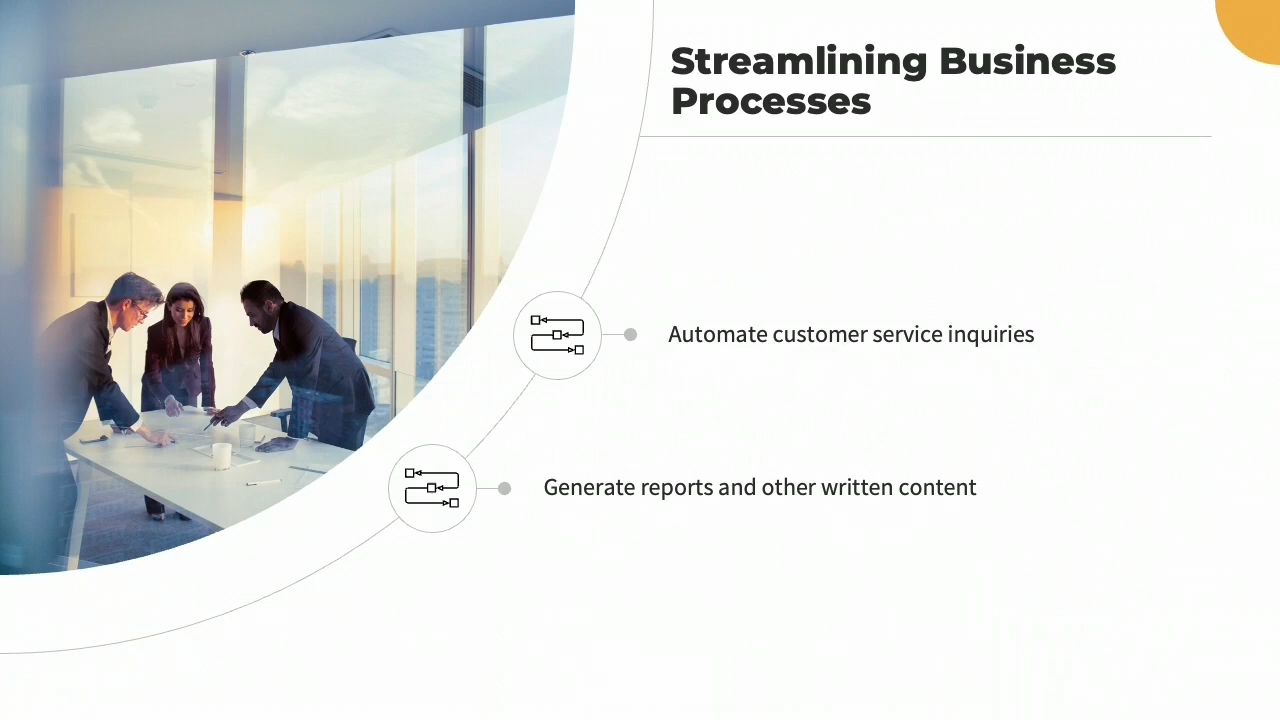 Streamlining Business
Processes
Automate customer service inquiries
Generate reports and other written content